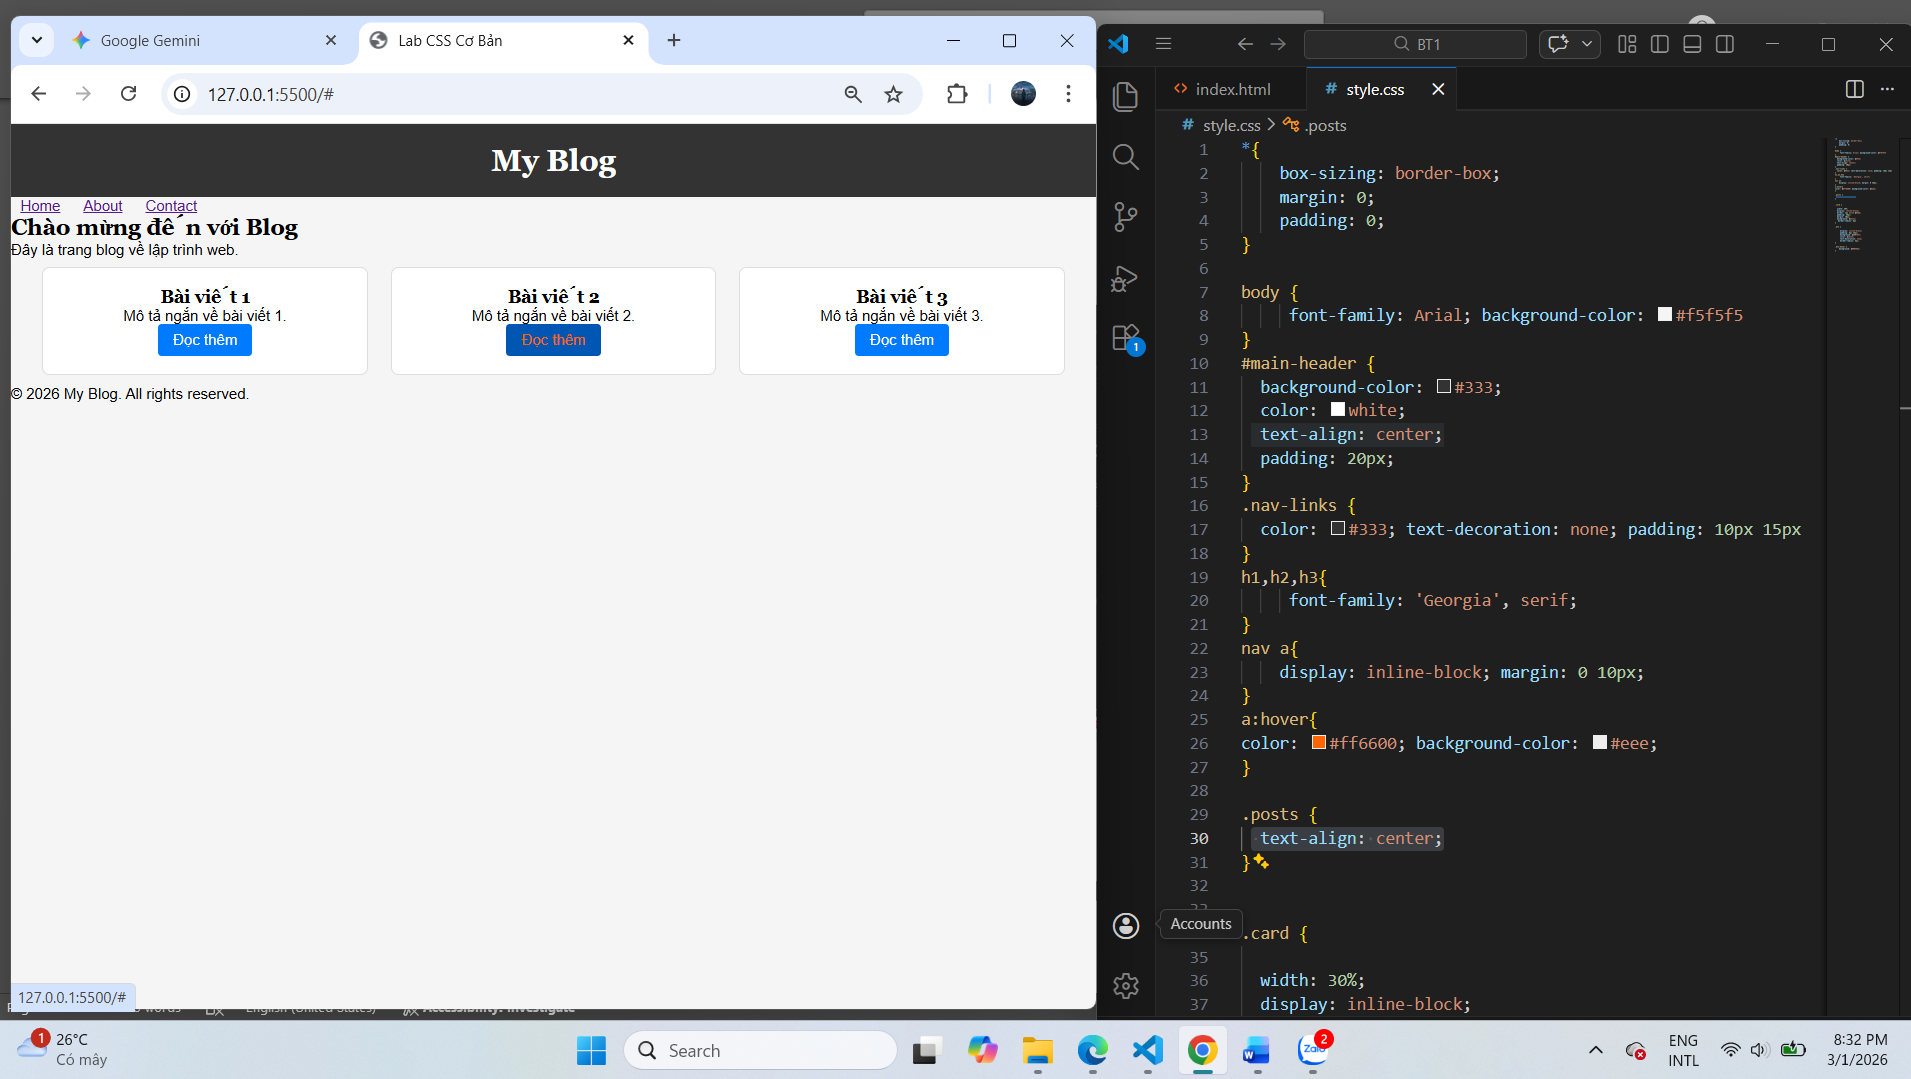 Google Gemini
Lab CSS Cơ Bản
127.0.0.1:5500/#
My Blog
Home About Contact
Chào mừng đến với Blog
Đây là trang blog về lập trình web.
Bài viết 1
Mô tả ngắn về bài viết 1.
Đọc thêm
Bài viết 2
Mô tả ngắn về bài viết 2.
Đọc thêm
Bài viết 3
Mô tả ngắn về bài viết 3.
Đọc thêm
© 2026 My Blog. All rights reserved.
127.0.0.1:5500/#
BT1
index.html
# style.css
# style.css > .posts
1 *{
2 box-sizing: border-box;
3 margin: 0;
4 padding: 0;
5 }
6
7 body {
8 font-family: Arial; background-color: #f5f5f5
9 }
10 #main-header {
11 background-color: #333;
12 color: white;
13 text-align: center;
14 padding: 20px;
15 }
16 .nav-links {
17 color: #333; text-decoration: none; padding: 10px 15px
18 }
19 h1,h2,h3{
20 font-family: 'Georgia', serif;
21 }
22 nav a{
23 display: inline-block; margin: 0 10px;
24 }
25 a:hover{
26 color: #ff6600; background-color: #eee;
27 }
28
29 .posts {
30 text-align: center;
31 }
32
.card {
35
36 width: 30%;
37 display: inline-block;
1
Accounts
English (United States)
Accessibility: Investigate
1
26°C
Có mây
Search
Zalo
2
ENG
INTL
8:32 PM
3/1/2026